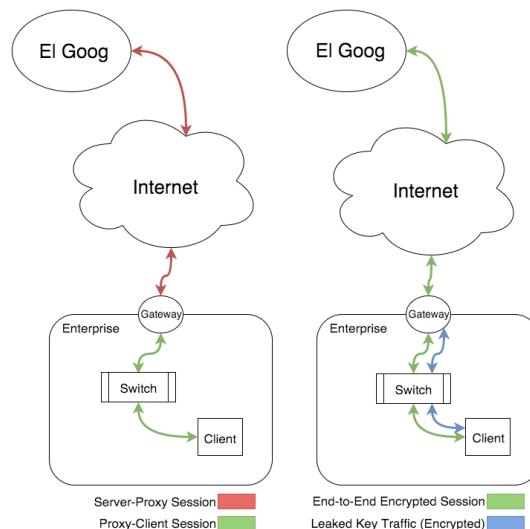 El Goog
Internet
Gateway
Enterprise
Switch
Client
Server-Proxy Session
Proxy-Client Session
El Goog
Internet
Gateway
Enterprise
Switch
Client
End-to-End Encrypted Session
Leaked Key Traffic (Encrypted)